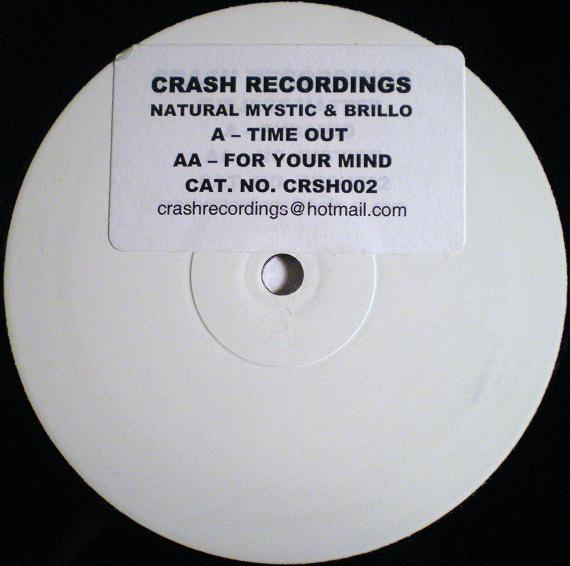 CRASH RECORDINGS
NATURAL MYSTIC & BRILLO
A – TIME OUT
AA – FOR YOUR MIND
CAT. NO. CRSH002
crashrecordings@hotmail.com